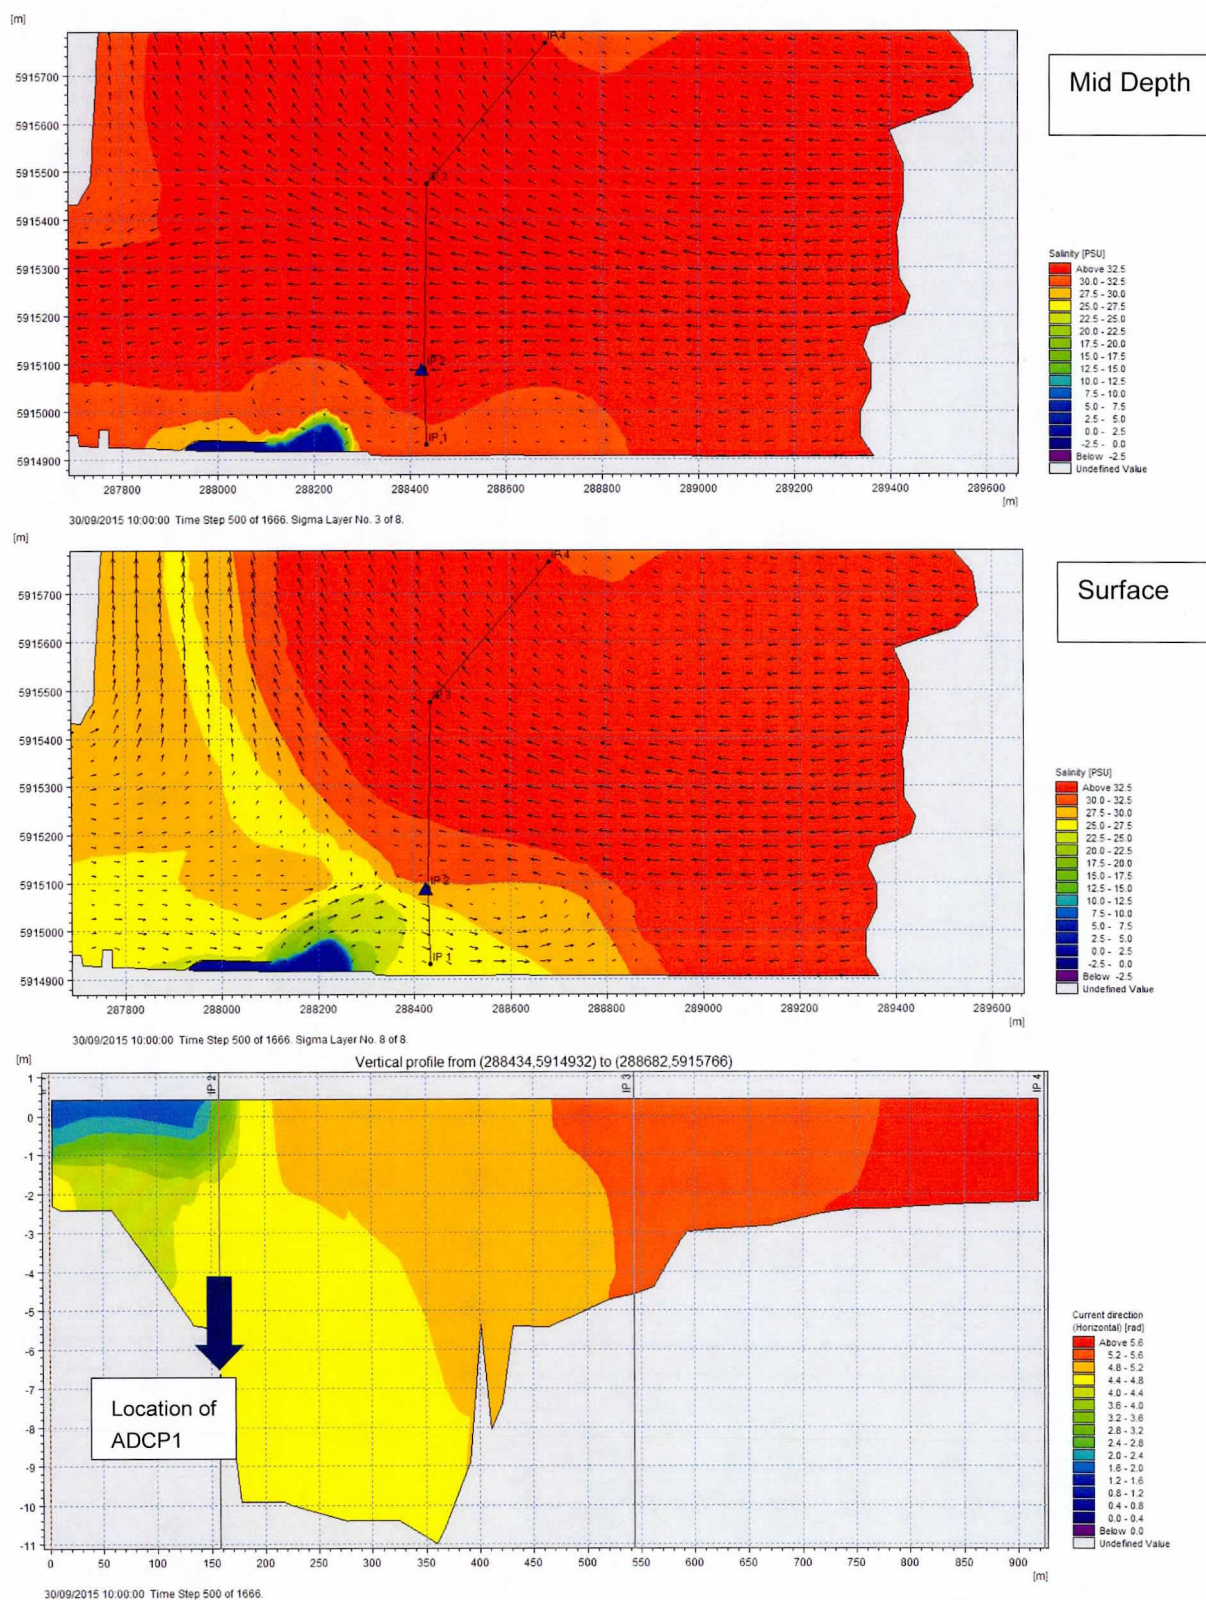 [m]
IP.4
5915700
5915600
5915500
IP.3
5915400
5915300
5915200
IP.2
5915100
5915000
IP.1
5914900
287800 288000 288200 288400 288600 288800 289000 289200 289400 289600
[m]
30/09/2015 10:00:00 Time Step 500 of 1666. Sigma Layer No. 3 of 8.
Mid Depth
Salinity [PSU]
Above 32.5
30.0 - 32.5
27.5 - 30.0
25.0 - 27.5
22.5 - 25.0
20.0 - 22.5
17.5 - 20.0
15.0 - 17.5
12.5 - 15.0
10.0 - 12.5
7.5 - 10.0
5.0 - 7.5
2.5 - 5.0
0.0 - 2.5
-2.5 - 0.0
Below -2.5
Undefined Value
[m]
IP.4
5915700
5915600
5915500
IP.3
5915400
5915300
5915200
5915100
IP.2
5915000
IP.1
5914900
287800 288000 288200 288400 288600 288800 289000 289200 289400 289600
[m]
30/09/2015 10:00:00 Time Step 500 of 1666. Sigma Layer No. 8 of 8.
Surface
Salinity [PSU]
Above 32.5
30.0 - 32.5
27.5 - 30.0
25.0 - 27.5
22.5 - 25.0
20.0 - 22.5
17.5 - 20.0
15.0 - 17.5
12.5 - 15.0
10.0 - 12.5
7.5 - 10.0
5.0 - 7.5
2.5 - 5.0
0.0 - 2.5
-2.5 - 0.0
Below -2.5
Undefined Value
Vertical profile from (288434,5914932) to (288682,5915766)
[m]
IP 2
IP 3
IP 4
1
0
-1
-2
-3
-4
-5
-6
-7
-8
-9
-10
-11
Location of
ADCP1
0 50 100 150 200 250 300 350 400 450 500 550 600 650 700 750 800 850 900
[m]
30/09/2015 10:00:00 Time Step 500 of 1666.
Current direction
(Horizontal) [rad]
Above 5.6
5.2 - 5.6
4.8 - 5.2
4.4 - 4.8
4.0 - 4.4
3.6 - 4.0
3.2 - 3.6
2.8 - 3.2
2.4 - 2.8
2.0 - 2.4
1.6 - 2.0
1.2 - 1.6
0.8 - 1.2
0.4 - 0.8
0.0 - 0.4
Below 0.0
Undefined Value